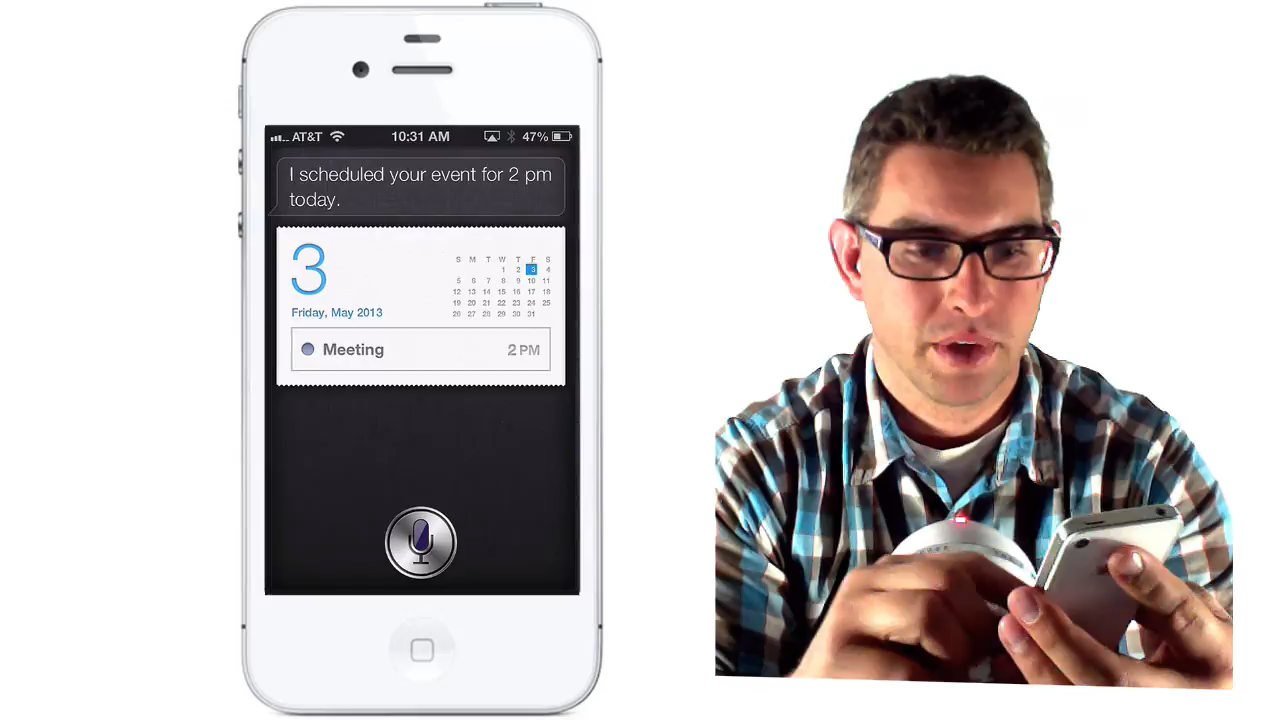 AT&T 10:31 AM 47%
I scheduled your event for 2 pm
today.
3
Friday, May 2013
S M T W T F S
1 2 3 4
5 6 7 8 9 10 11
12 13 14 15 16 17 18
19 20 21 22 23 24 25
26 27 28 29 30 31
Meeting 2 PM